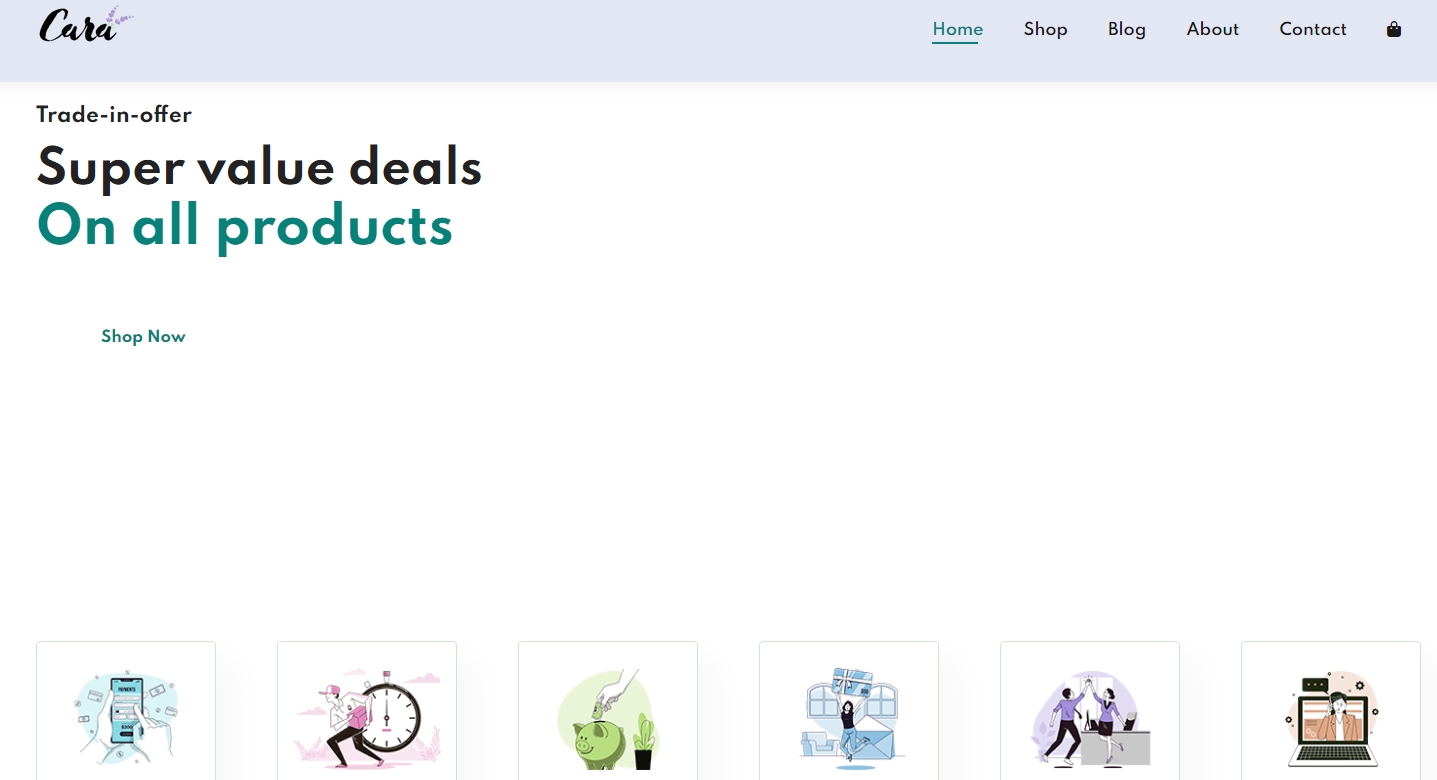 Cara
Home Shop Blog About Contact
Trade-in-offer
Super value deals
On all products
Shop Now
PAYMENTS